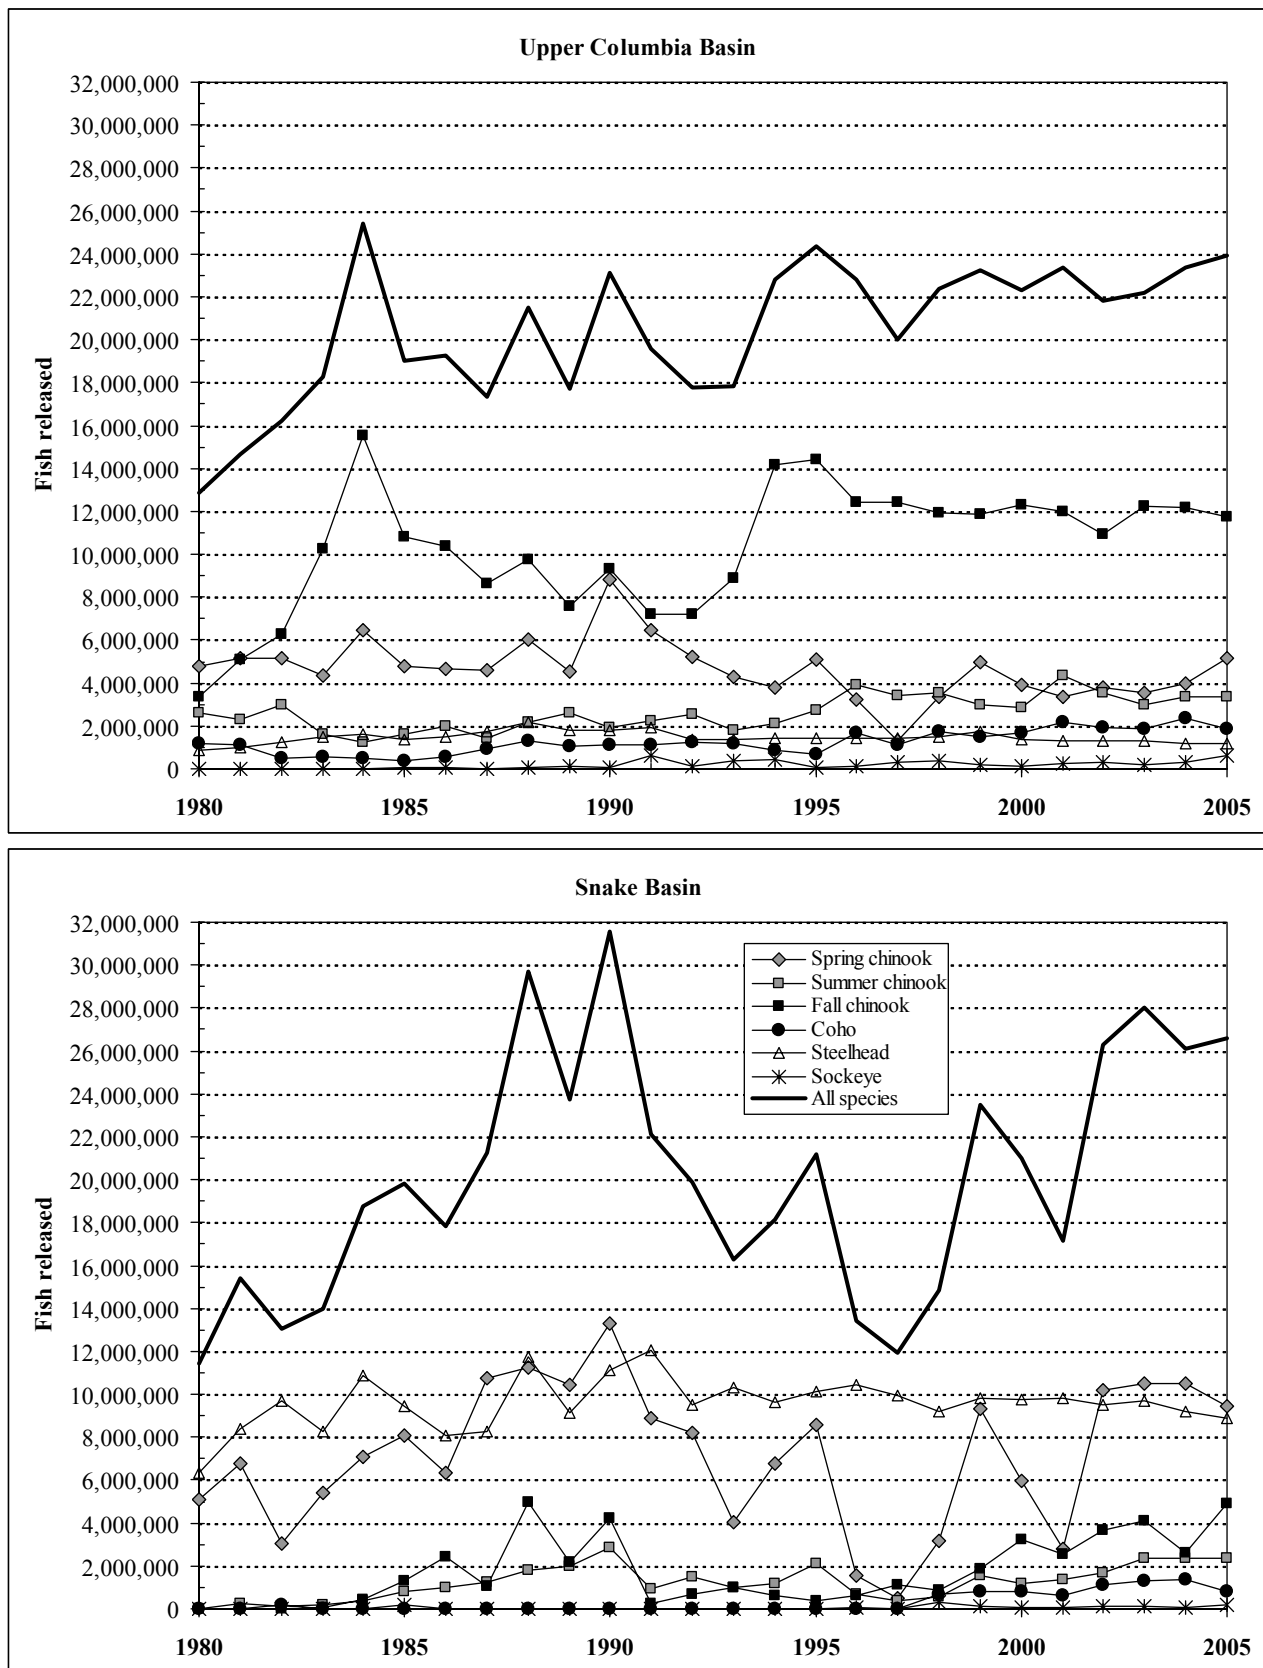 Upper Columbia Basin
32,000,000
30,000,000
28,000,000
26,000,000
24,000,000
22,000,000
20,000,000
18,000,000
16,000,000
14,000,000
12,000,000
10,000,000
8,000,000
6,000,000
4,000,000
2,000,000
0
Fish released
1980 1985 1990 1995 2000 2005
Snake Basin
32,000,000
30,000,000
28,000,000
26,000,000
24,000,000
22,000,000
20,000,000
18,000,000
16,000,000
14,000,000
12,000,000
10,000,000
8,000,000
6,000,000
4,000,000
2,000,000
0
Fish released
Spring chinook
Summer chinook
Fall chinook
Coho
Steelhead
Sockeye
All species
1980 1985 1990 1995 2000 2005